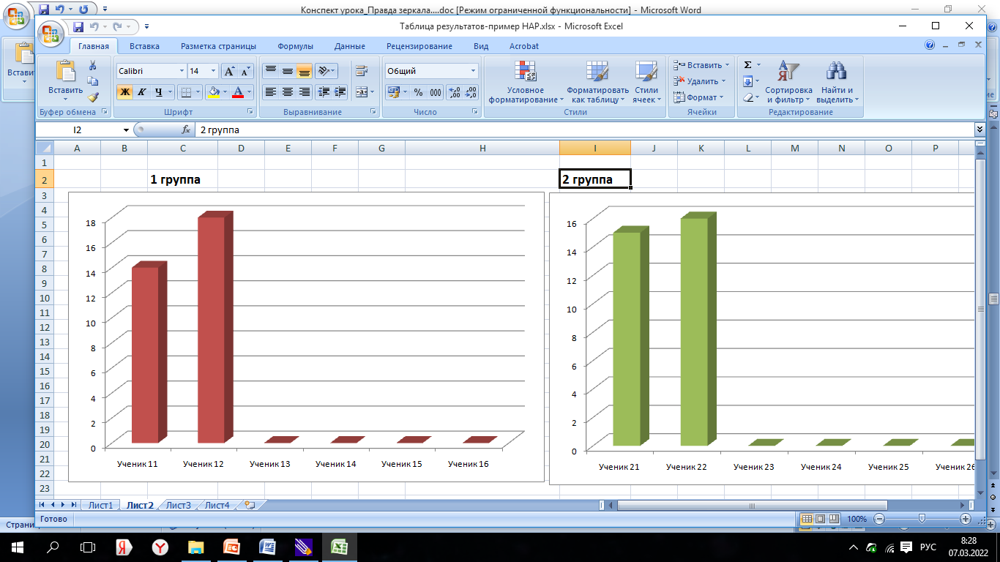 Конспект урока_Правда зеркала....doc [Режим ограниченной функциональности] - Microsoft Word
Таблица результатов-пример НАР.xlsx - Microsoft Excel
Главная Вставка Разметка страницы Формулы Данные Рецензирование Вид Acrobat
Вставить
Буфер обмена
Calibri 14
Ж К Ч
Шрифт
Выравнивание
Общий
% 000
Число
Условное форматирование
Форматировать как таблицу
Стили ячеек
Стили
Вставить
Удалить
Формат
Ячейки
Сортировка и фильтр
Найти и выделить
Редактирование
I2 fx 2 группа
A B C D E F G H I J K L M N O P
1
2
3
4
5
6
7
8
9
10
11
12
13
14
15
16
17
18
19
20
21
22
23
1 группа 2 группа
18
16
14
12
10
8
6
4
2
0
Ученик 11 Ученик 12 Ученик 13 Ученик 14 Ученик 15 Ученик 16
16
14
12
10
8
6
4
2
0
Ученик 21 Ученик 22 Ученик 23 Ученик 24 Ученик 25 Ученик 26
Лист1 Лист2 Лист3 Лист4
Готово 100%
РУС
8:28
07.03.2022